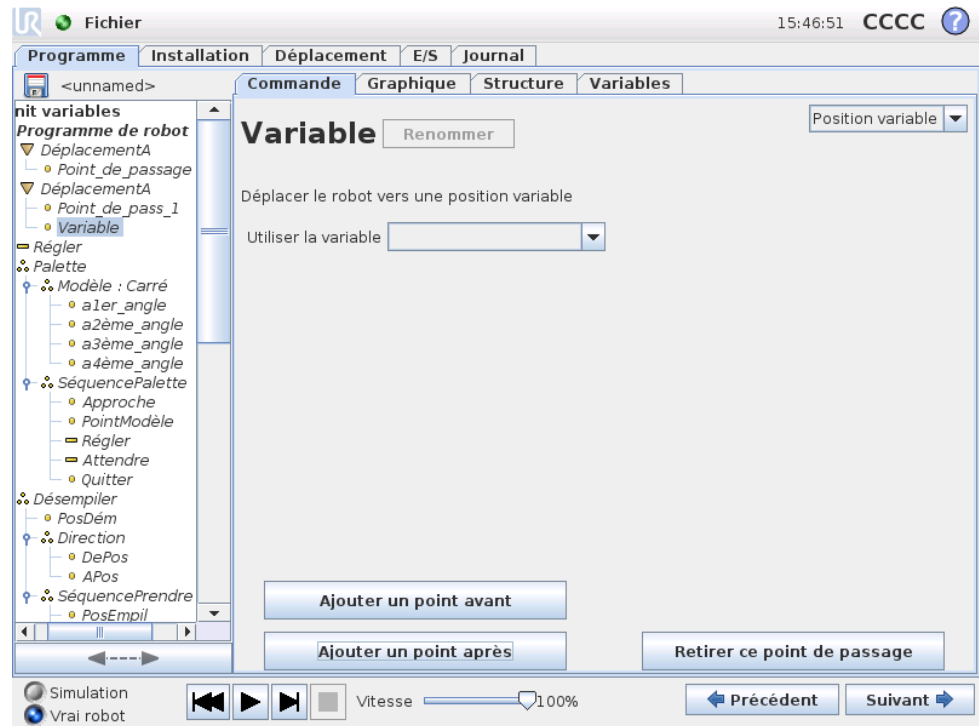 UR Fichier 15:46:51 CCCC ?
Programme Installation Déplacement E/S Journal
<unnamed> Commande Graphique Structure Variables
nit variables
Programme de robot
DéplacementA
Point_de_passage
DéplacementA
Point_de_pass_1
Variable
Régler
Palette
Modèle : Carré
a1er_angle
a2ème_angle
a3ème_angle
a4ème_angle
SéquencePalette
Approche
PointModèle
Régler
Attendre
Quitter
Désempiler
PosDém
Direction
DePos
APos
SéquencePrendre
PosEmpil
Variable Renommer Position variable
Déplacer le robot vers une position variable
Utiliser la variable
Ajouter un point avant
Ajouter un point après Retirer ce point de passage
Simulation
Vrai robot
Vitesse 100% Précédent Suivant